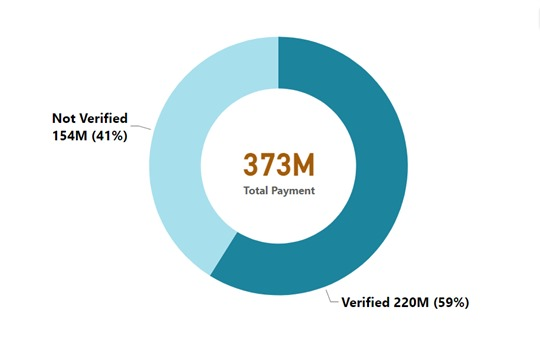 Not Verified
154M (41%)
373M
Total Payment
Verified 220M (59%)